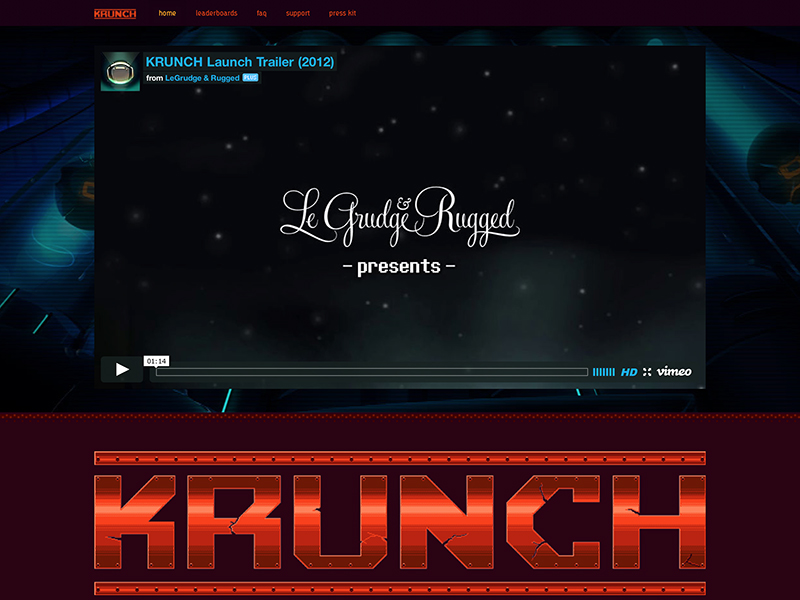 KRUNCH home leaderboards faq support press kit
KRUNCH Launch Trailer (2012)
from LeGrudge & Rugged PLUS
Le Grudge & Rugged
– presents –
01:14
HD vimeo
KRUNCH